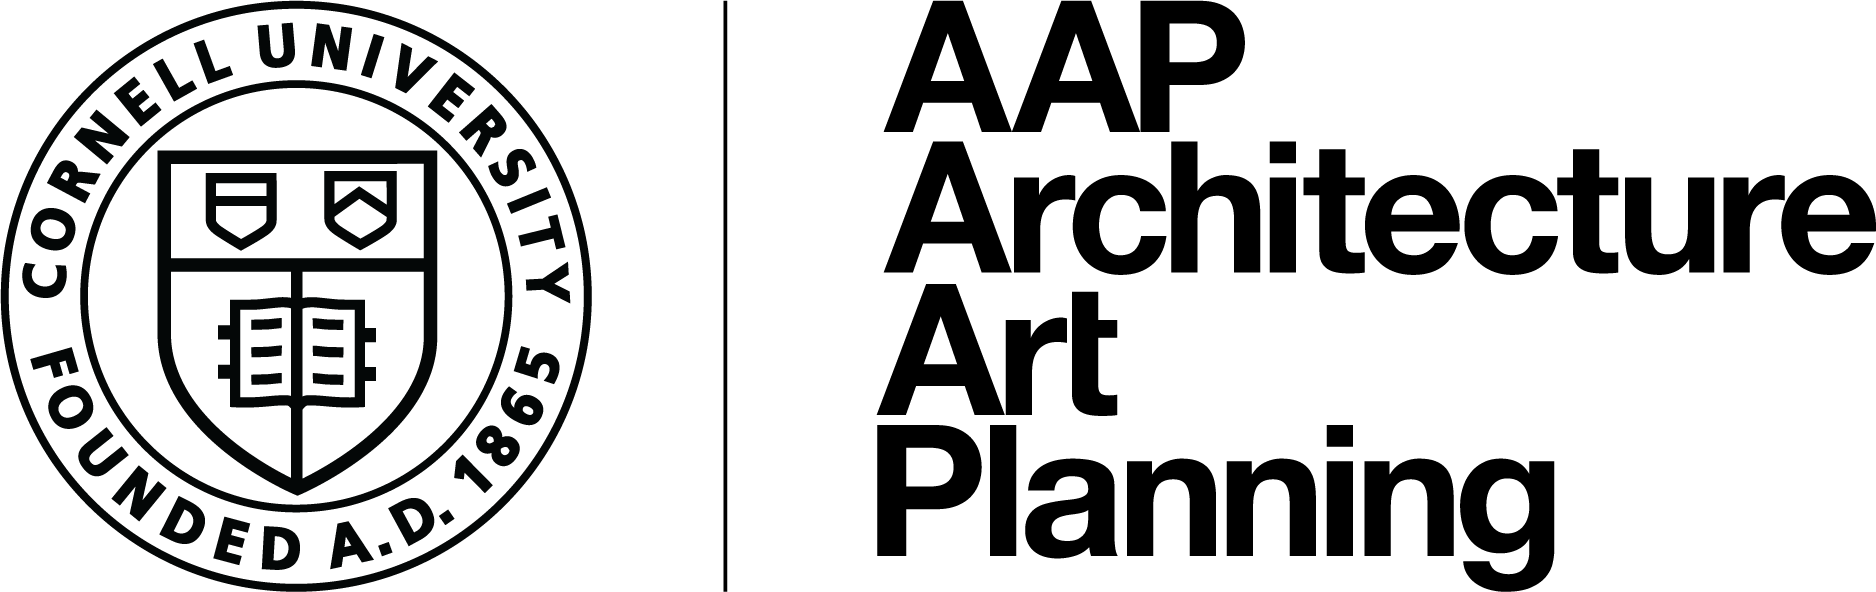 CORNELL UNIVERSITY
FOUNDED A.D. 1865
AAP
Architecture
Art
Planning